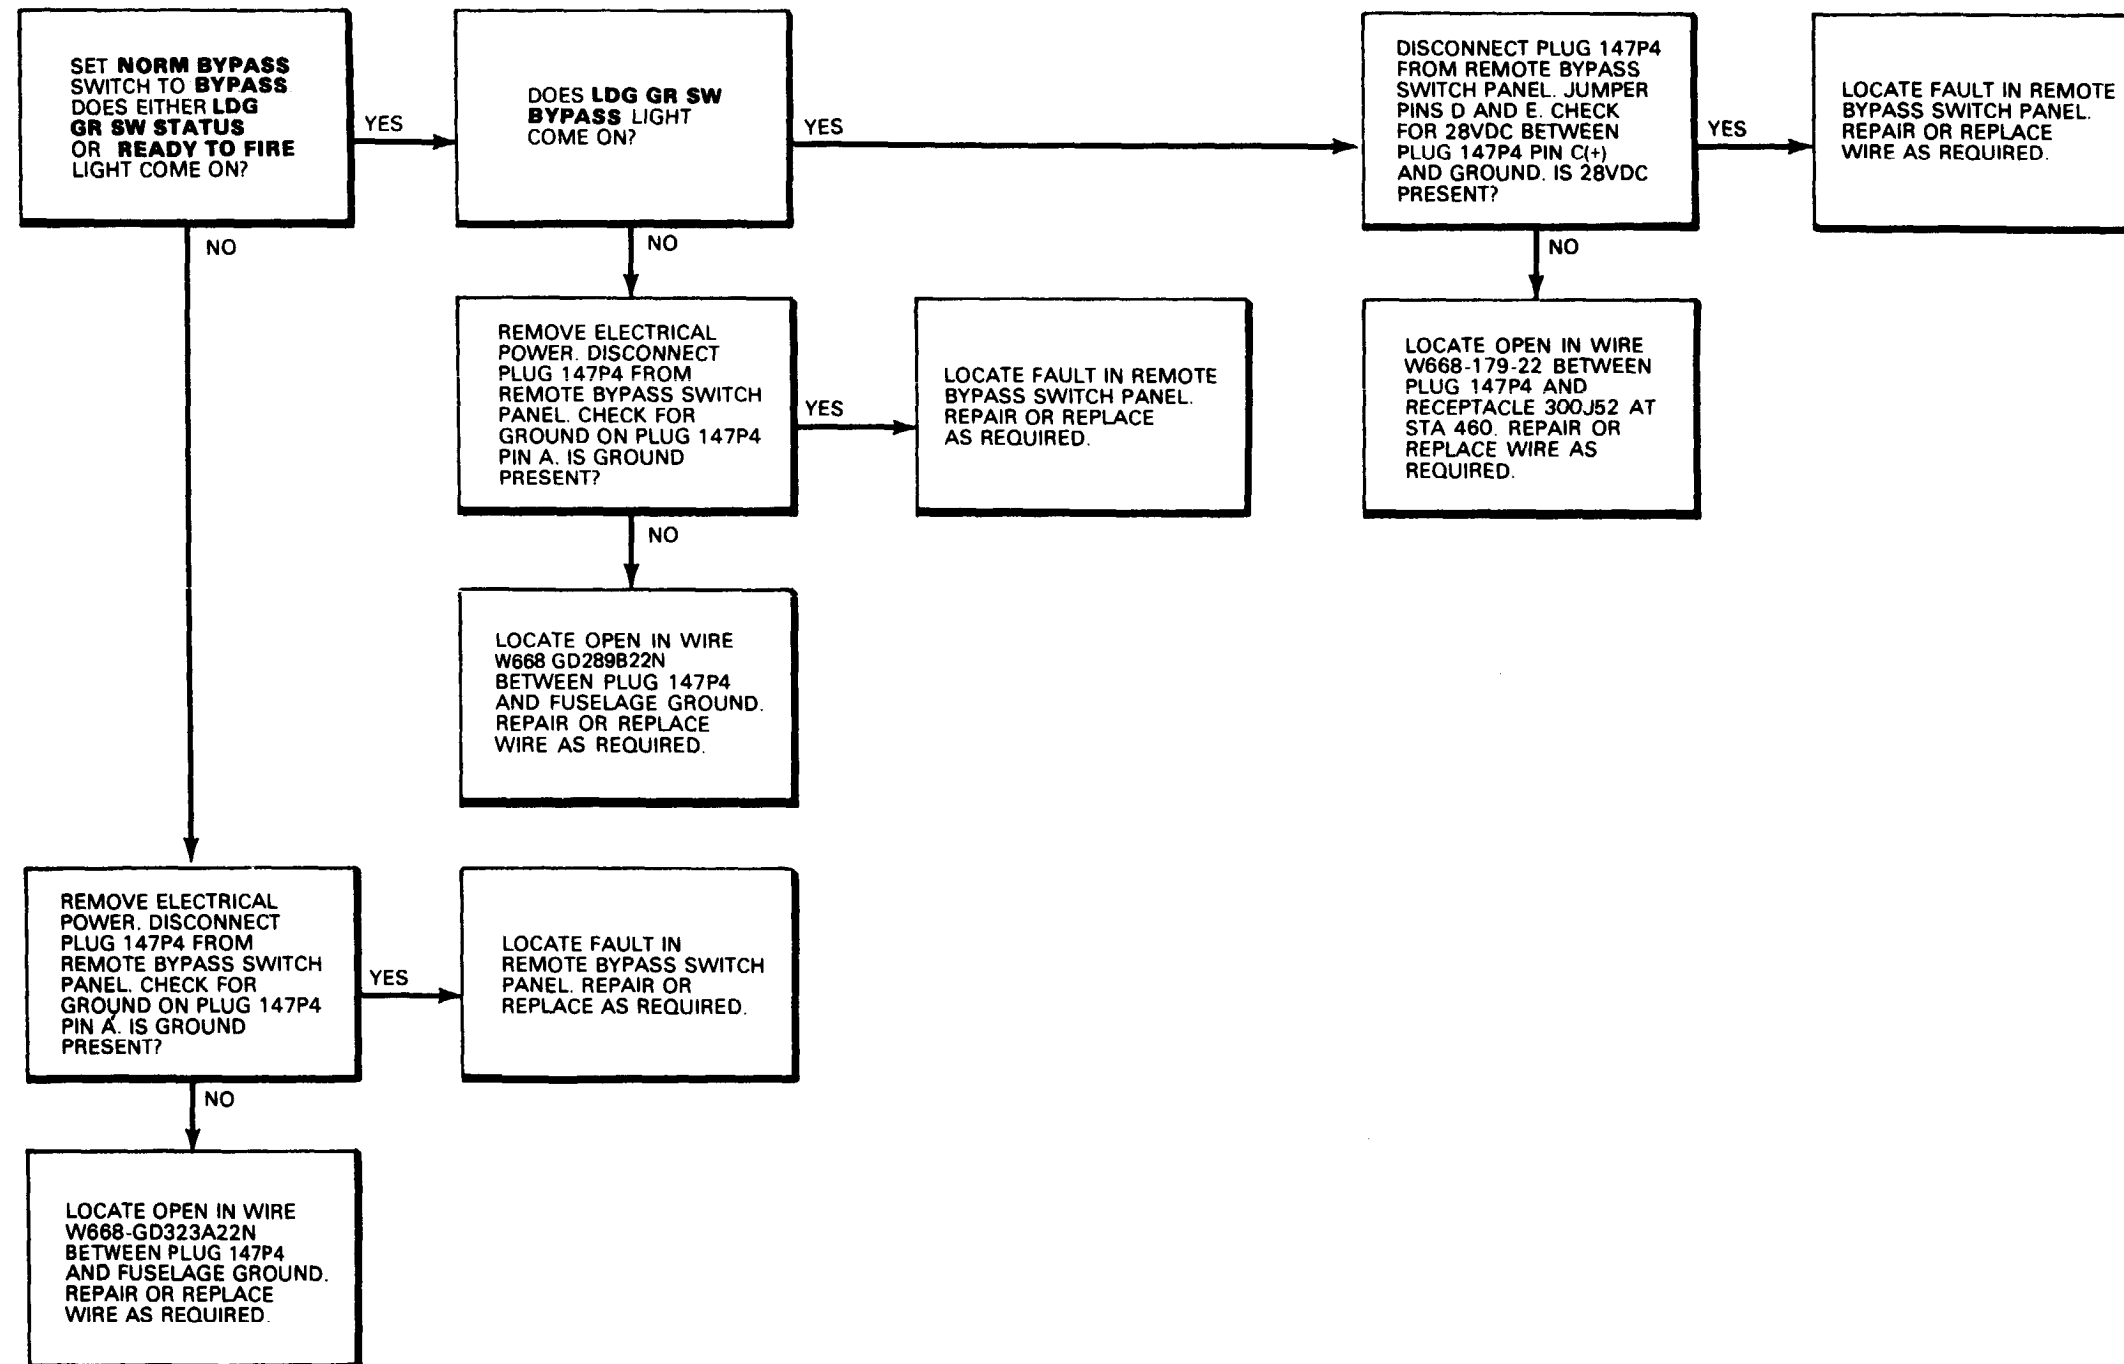 SET NORM BYPASS
SWITCH TO BYPASS
DOES EITHER LDG
GR SW STATUS
OR READY TO FIRE
LIGHT COME ON?
YES
NO
DOES LDG GR SW
BYPASS LIGHT
COME ON?
YES
NO
DISCONNECT PLUG 147P4
FROM REMOTE BYPASS
SWITCH PANEL. JUMPER
PINS D AND E. CHECK
FOR 28VDC BETWEEN
PLUG 147P4 PIN C(+)
AND GROUND. IS 28VDC
PRESENT?
YES
NO
LOCATE FAULT IN REMOTE
BYPASS SWITCH PANEL.
REPAIR OR REPLACE
WIRE AS REQUIRED.
REMOVE ELECTRICAL
POWER. DISCONNECT
PLUG 147P4 FROM
REMOTE BYPASS SWITCH
PANEL. CHECK FOR
GROUND ON PLUG 147P4
PIN A. IS GROUND
PRESENT?
YES
NO
LOCATE FAULT IN REMOTE
BYPASS SWITCH PANEL.
REPAIR OR REPLACE
AS REQUIRED.
LOCATE OPEN IN WIRE
W668-179-22 BETWEEN
PLUG 147P4 AND
RECEPTACLE 300J52 AT
STA 460. REPAIR OR
REPLACE WIRE AS
REQUIRED.
LOCATE OPEN IN WIRE
W668 GD289B22N
BETWEEN PLUG 147P4
AND FUSELAGE GROUND.
REPAIR OR REPLACE
WIRE AS REQUIRED.
REMOVE ELECTRICAL
POWER. DISCONNECT
PLUG 147P4 FROM
REMOTE BYPASS SWITCH
PANEL. CHECK FOR
GROUND ON PLUG 147P4
PIN A. IS GROUND
PRESENT?
YES
NO
LOCATE FAULT IN
REMOTE BYPASS SWITCH
PANEL. REPAIR OR
REPLACE AS REQUIRED.
LOCATE OPEN IN WIRE
W668-GD323A22N
BETWEEN PLUG 147P4
AND FUSELAGE GROUND.
REPAIR OR REPLACE
WIRE AS REQUIRED.